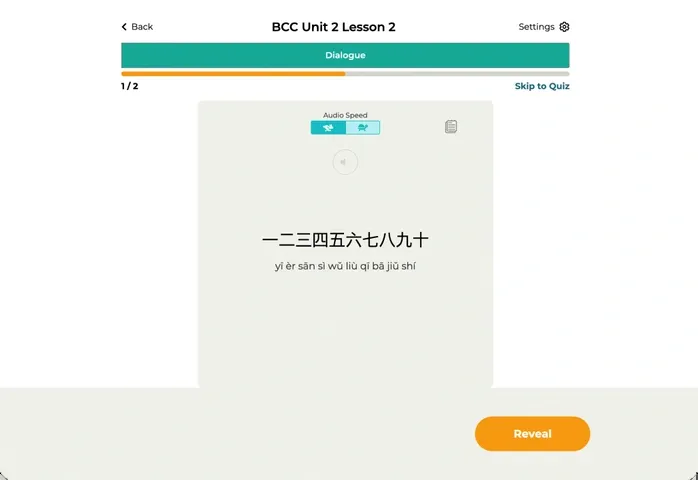 Back
BCC Unit 2 Lesson 2
Settings
Dialogue
1 / 2
Skip to Quiz
Audio Speed
一二三四五六七八九十
yī èr sān sì wǔ liù qī bā jiǔ shí
Reveal